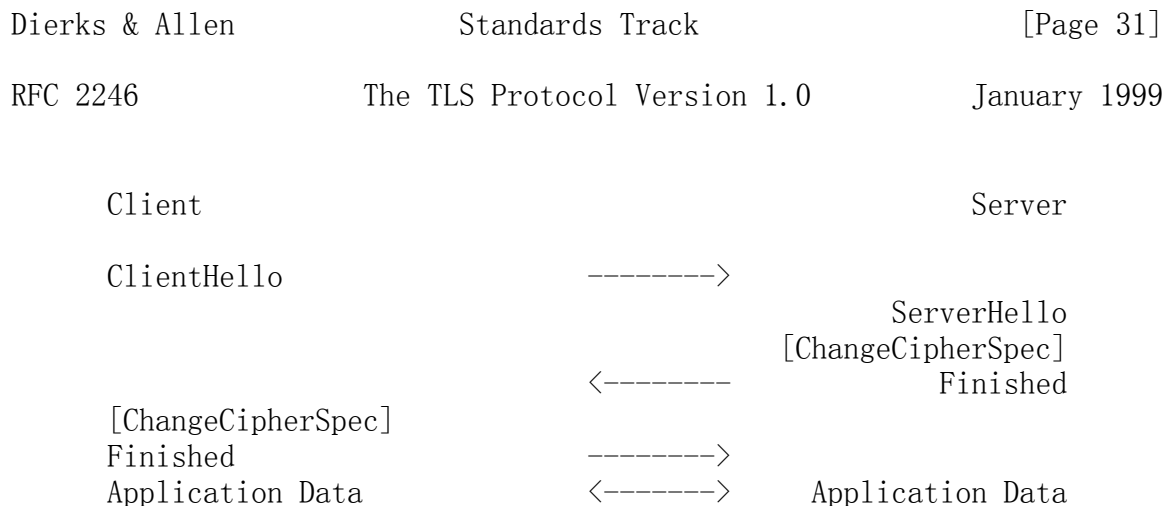 Dierks & Allen              Standards Track                    [Page 31]
RFC 2246              The TLS Protocol Version 1.0          January 1999
Client                                                Server
ClientHello                   -------->
ServerHello
[ChangeCipherSpec]
<--------             Finished
[ChangeCipherSpec]
Finished                      -------->
Application Data              <------->     Application Data